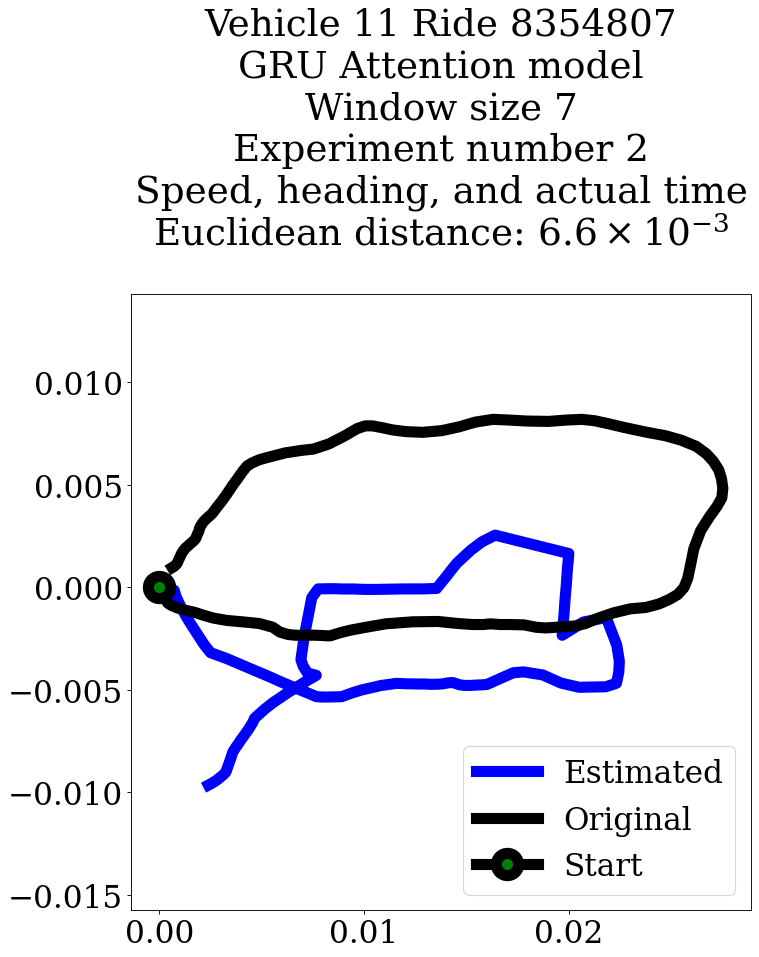 Vehicle 11 Ride 8354807
GRU Attention model
Window size 7
Experiment number 2
Speed, heading, and actual time
Euclidean distance: 6.6 × 10⁻³
0.010
0.005
0.000
−0.005
−0.010
−0.015
Estimated
Original
Start
0.00 0.01 0.02